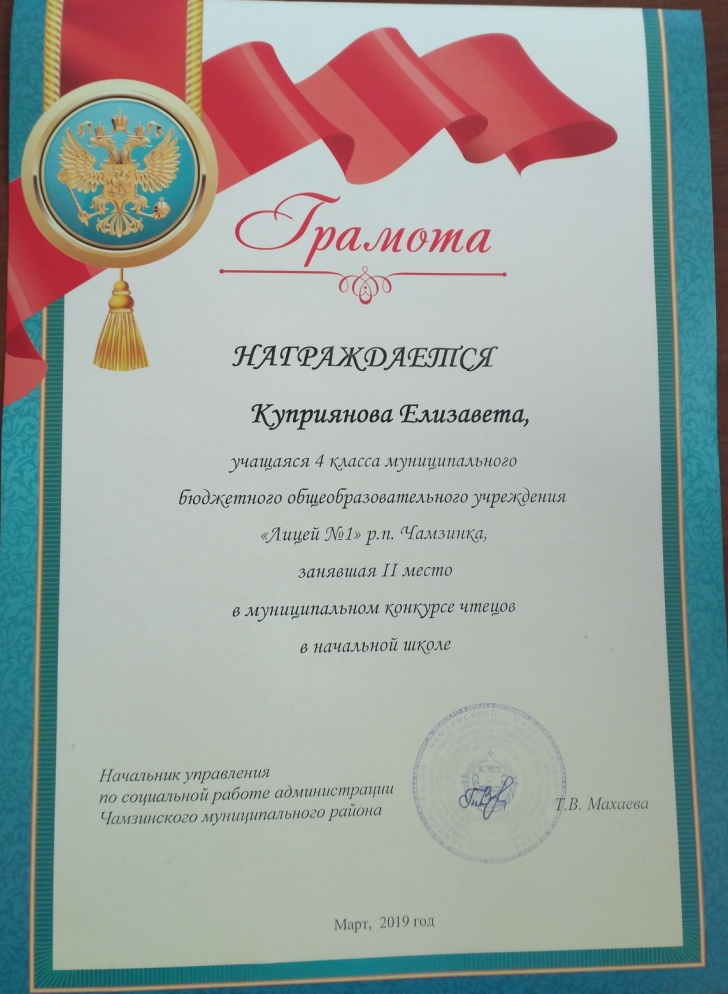 Грамота
НАГРАЖДАЕТСЯ
Куприянова Елизавета,
учащаяся 4 класса муниципального
бюджетного общеобразовательного учреждения
«Лицей №1» р.п. Чамзинка,
занявшая II место
в муниципальном конкурсе чтецов
в начальной школе
Начальник управления
по социальной работе администрации
Чамзинского муниципального района
Т.В. Махаева
Март, 2019 год